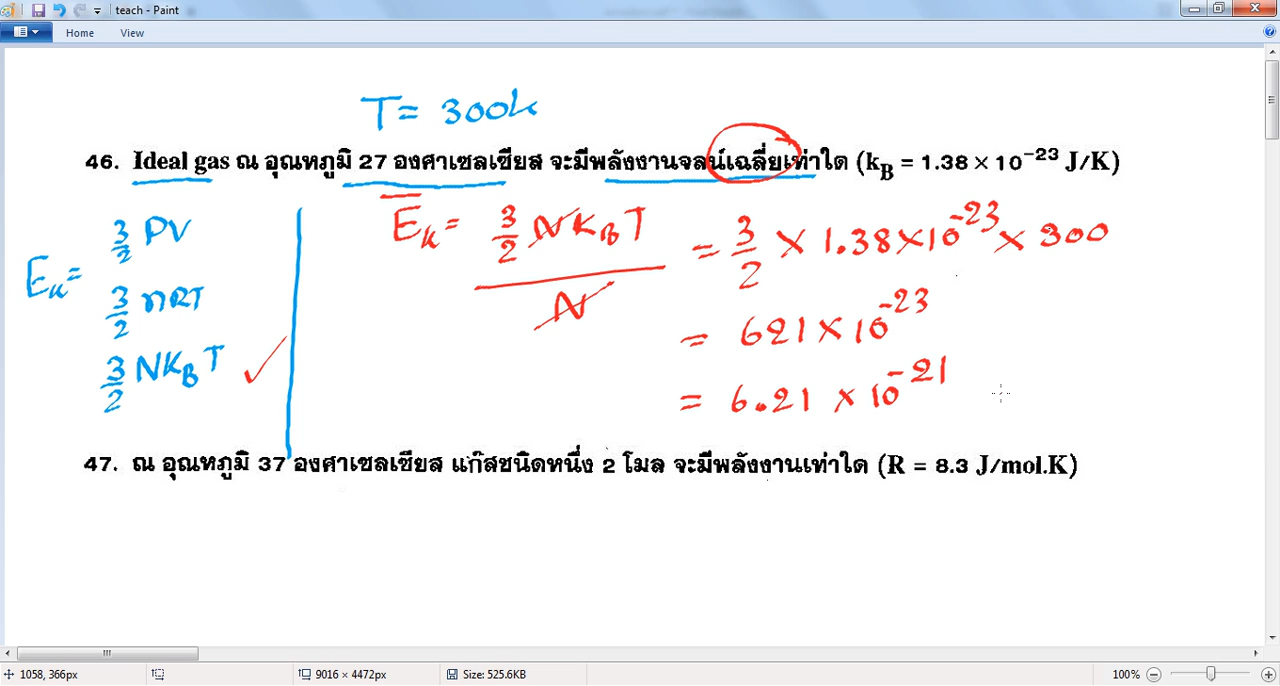 teach - Paint
Home View
T = 300k
46. Ideal gas ณ อุณหภูมิ 27 องศาเซลเซียส จะมีพลังงานจลน์เฉลี่ยเท่าใด (k_B = 1.38 × 10⁻²³ J/K)
E_k =
3/2 PV
3/2 nRT
3/2 NK_BT ✓
E̅_k = (3/2 NK_BT)/N = 3/2 × 1.38 × 10⁻²³ × 300
= 621 × 10⁻²³
= 6.21 × 10⁻²¹
47. ณ อุณหภูมิ 37 องศาเซลเซียส แก๊สชนิดหนึ่ง 2 โมล จะมีพลังงานเท่าใด (R = 8.3 J/mol.K)
1058, 366px 9016 × 4472px Size: 525.6KB 100%